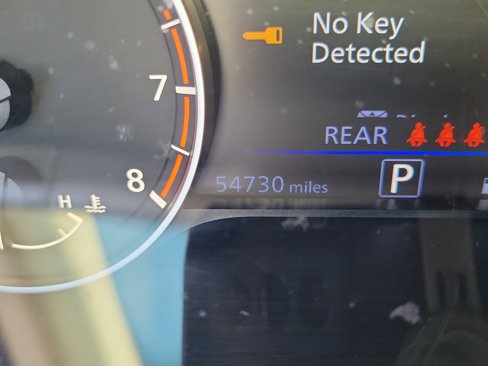 No Key
Detected
7
REAR
8
54730 miles
P
H